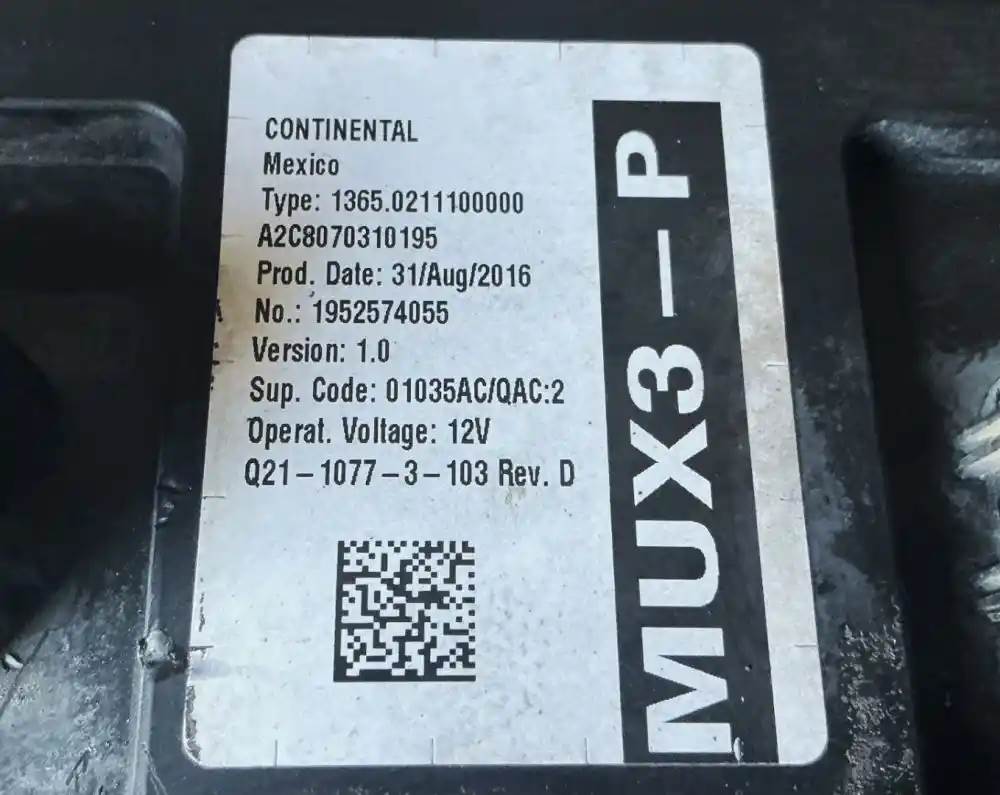 CONTINENTAL
Mexico
Type: 1365.0211100000
A2C8070310195
Prod. Date: 31/Aug/2016
No.: 1952574055
Version: 1.0
Sup. Code: 01035AC/QAC:2
Operat. Voltage: 12V
Q21-1077-3-103 Rev. D
MUX3-P